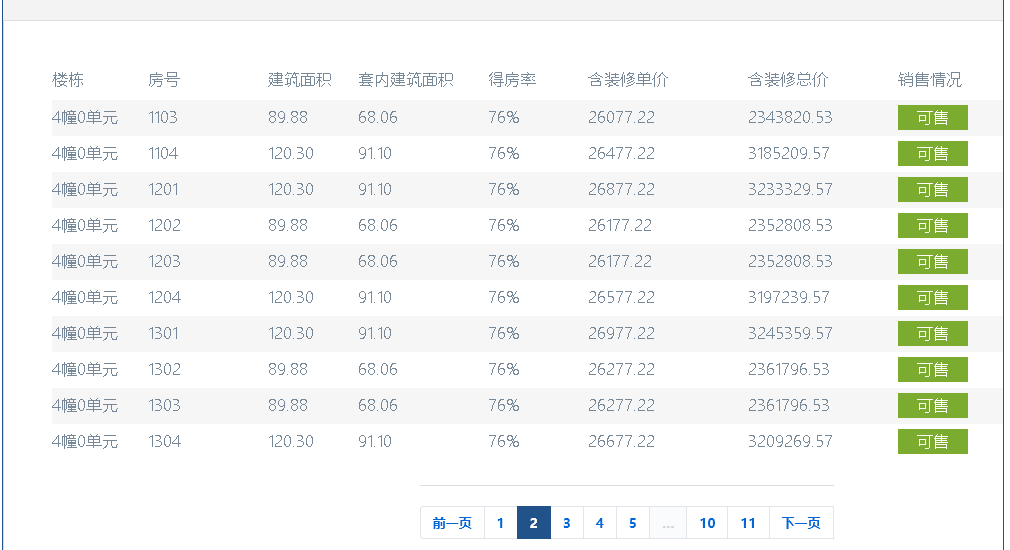 楼栋 房号 建筑面积 套内建筑面积 得房率 含装修单价 含装修总价 销售情况
4幢0单元 1103 89.88 68.06 76% 26077.22 2343820.53 可售
4幢0单元 1104 120.30 91.10 76% 26477.22 3185209.57 可售
4幢0单元 1201 120.30 91.10 76% 26877.22 3233329.57 可售
4幢0单元 1202 89.88 68.06 76% 26177.22 2352808.53 可售
4幢0单元 1203 89.88 68.06 76% 26177.22 2352808.53 可售
4幢0单元 1204 120.30 91.10 76% 26577.22 3197239.57 可售
4幢0单元 1301 120.30 91.10 76% 26977.22 3245359.57 可售
4幢0单元 1302 89.88 68.06 76% 26277.22 2361796.53 可售
4幢0单元 1303 89.88 68.06 76% 26277.22 2361796.53 可售
4幢0单元 1304 120.30 91.10 76% 26677.22 3209269.57 可售
前一页 1 2 3 4 5 ... 10 11 下一页